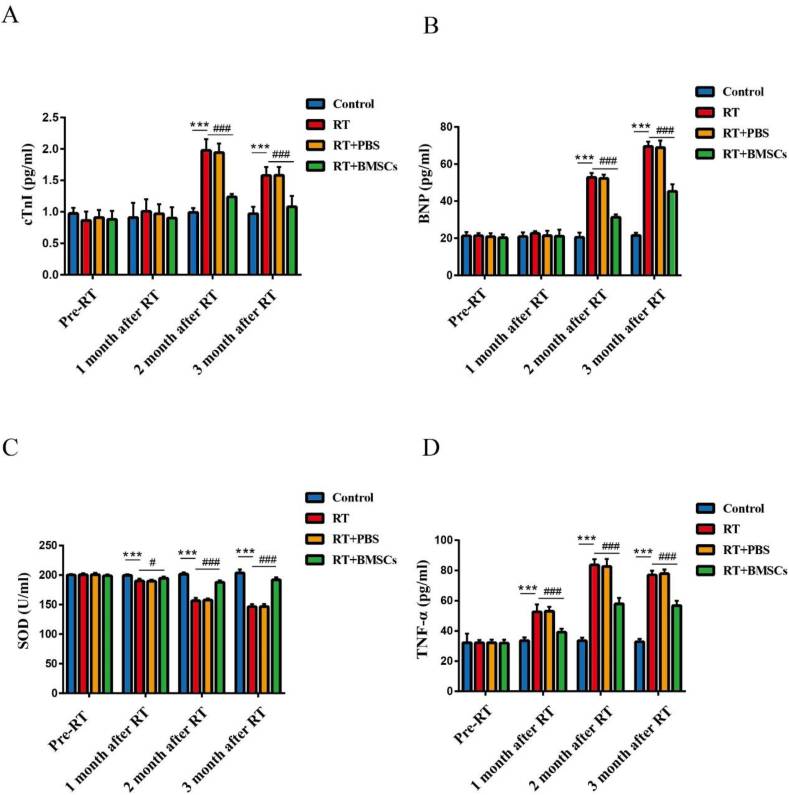 A
Control
RT
RT+PBS
RT+BMSCs
cTnI (pg/ml)
2.5
2.0
1.5
1.0
0.5
0.0
*** ###
*** ###
Pre-RT
1 month after RT
2 month after RT
3 month after RT
B
Control
RT
RT+PBS
RT+BMSCs
BNP (pg/ml)
80
60
40
20
0
*** ###
*** ###
Pre-RT
1 month after RT
2 month after RT
3 month after RT
C
Control
RT
RT+PBS
RT+BMSCs
SOD (U/ml)
250
200
150
100
50
0
*** #
*** ###
*** ###
Pre-RT
1 month after RT
2 month after RT
3 month after RT
D
Control
RT
RT+PBS
RT+BMSCs
TNF-α (pg/ml)
100
80
60
40
20
0
*** ###
*** ###
*** ###
Pre-RT
1 month after RT
2 month after RT
3 month after RT